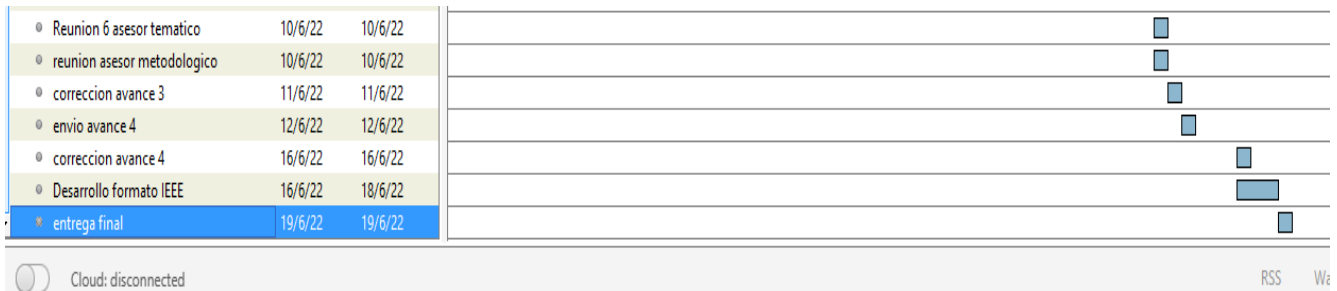 Reunion 6 asesor tematico 10/6/22 10/6/22
reunión asesor metodologico 10/6/22 10/6/22
correccion avance 3 11/6/22 11/6/22
envio avance 4 12/6/22 12/6/22
correccion avance 4 16/6/22 16/6/22
Desarrollo formato IEEE 16/6/22 18/6/22
entrega final 19/6/22 19/6/22
Cloud: disconnected RSS Wa